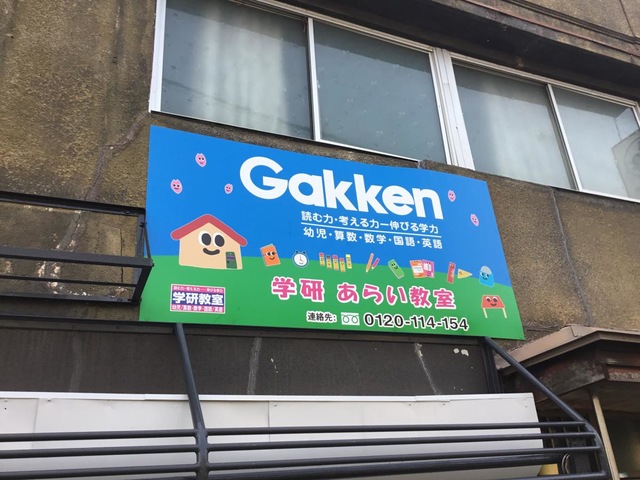 Gakken
読む力・考える力―伸びる学力
幼児・算数・数学・国語・英語
学研 あらい教室
学研教室
連絡先: 0120-114-154